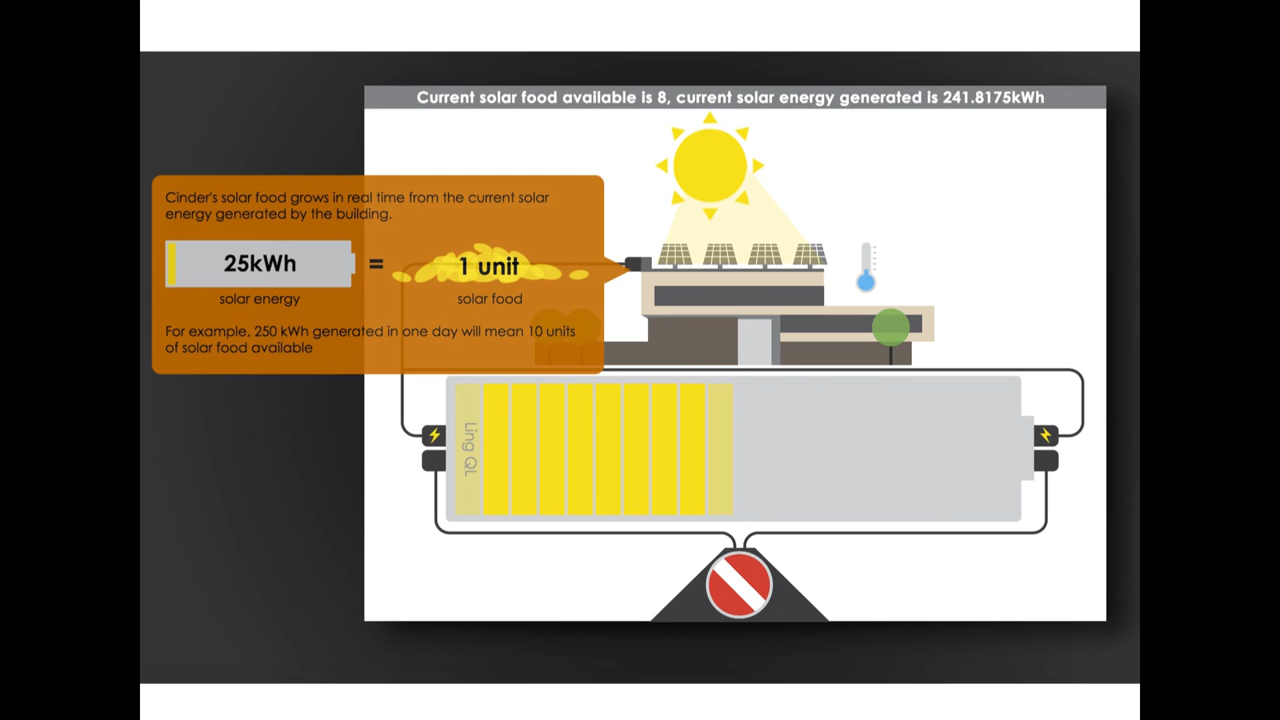 Current solar food available is 8, current solar energy generated is 241.8175kWh
Cinder's solar food grows in real time from the current solar
energy generated by the building.
25kWh
=
1 unit
solar energy
solar food
For example, 250 kWh generated in one day will mean 10 units
of solar food available
Ling QL